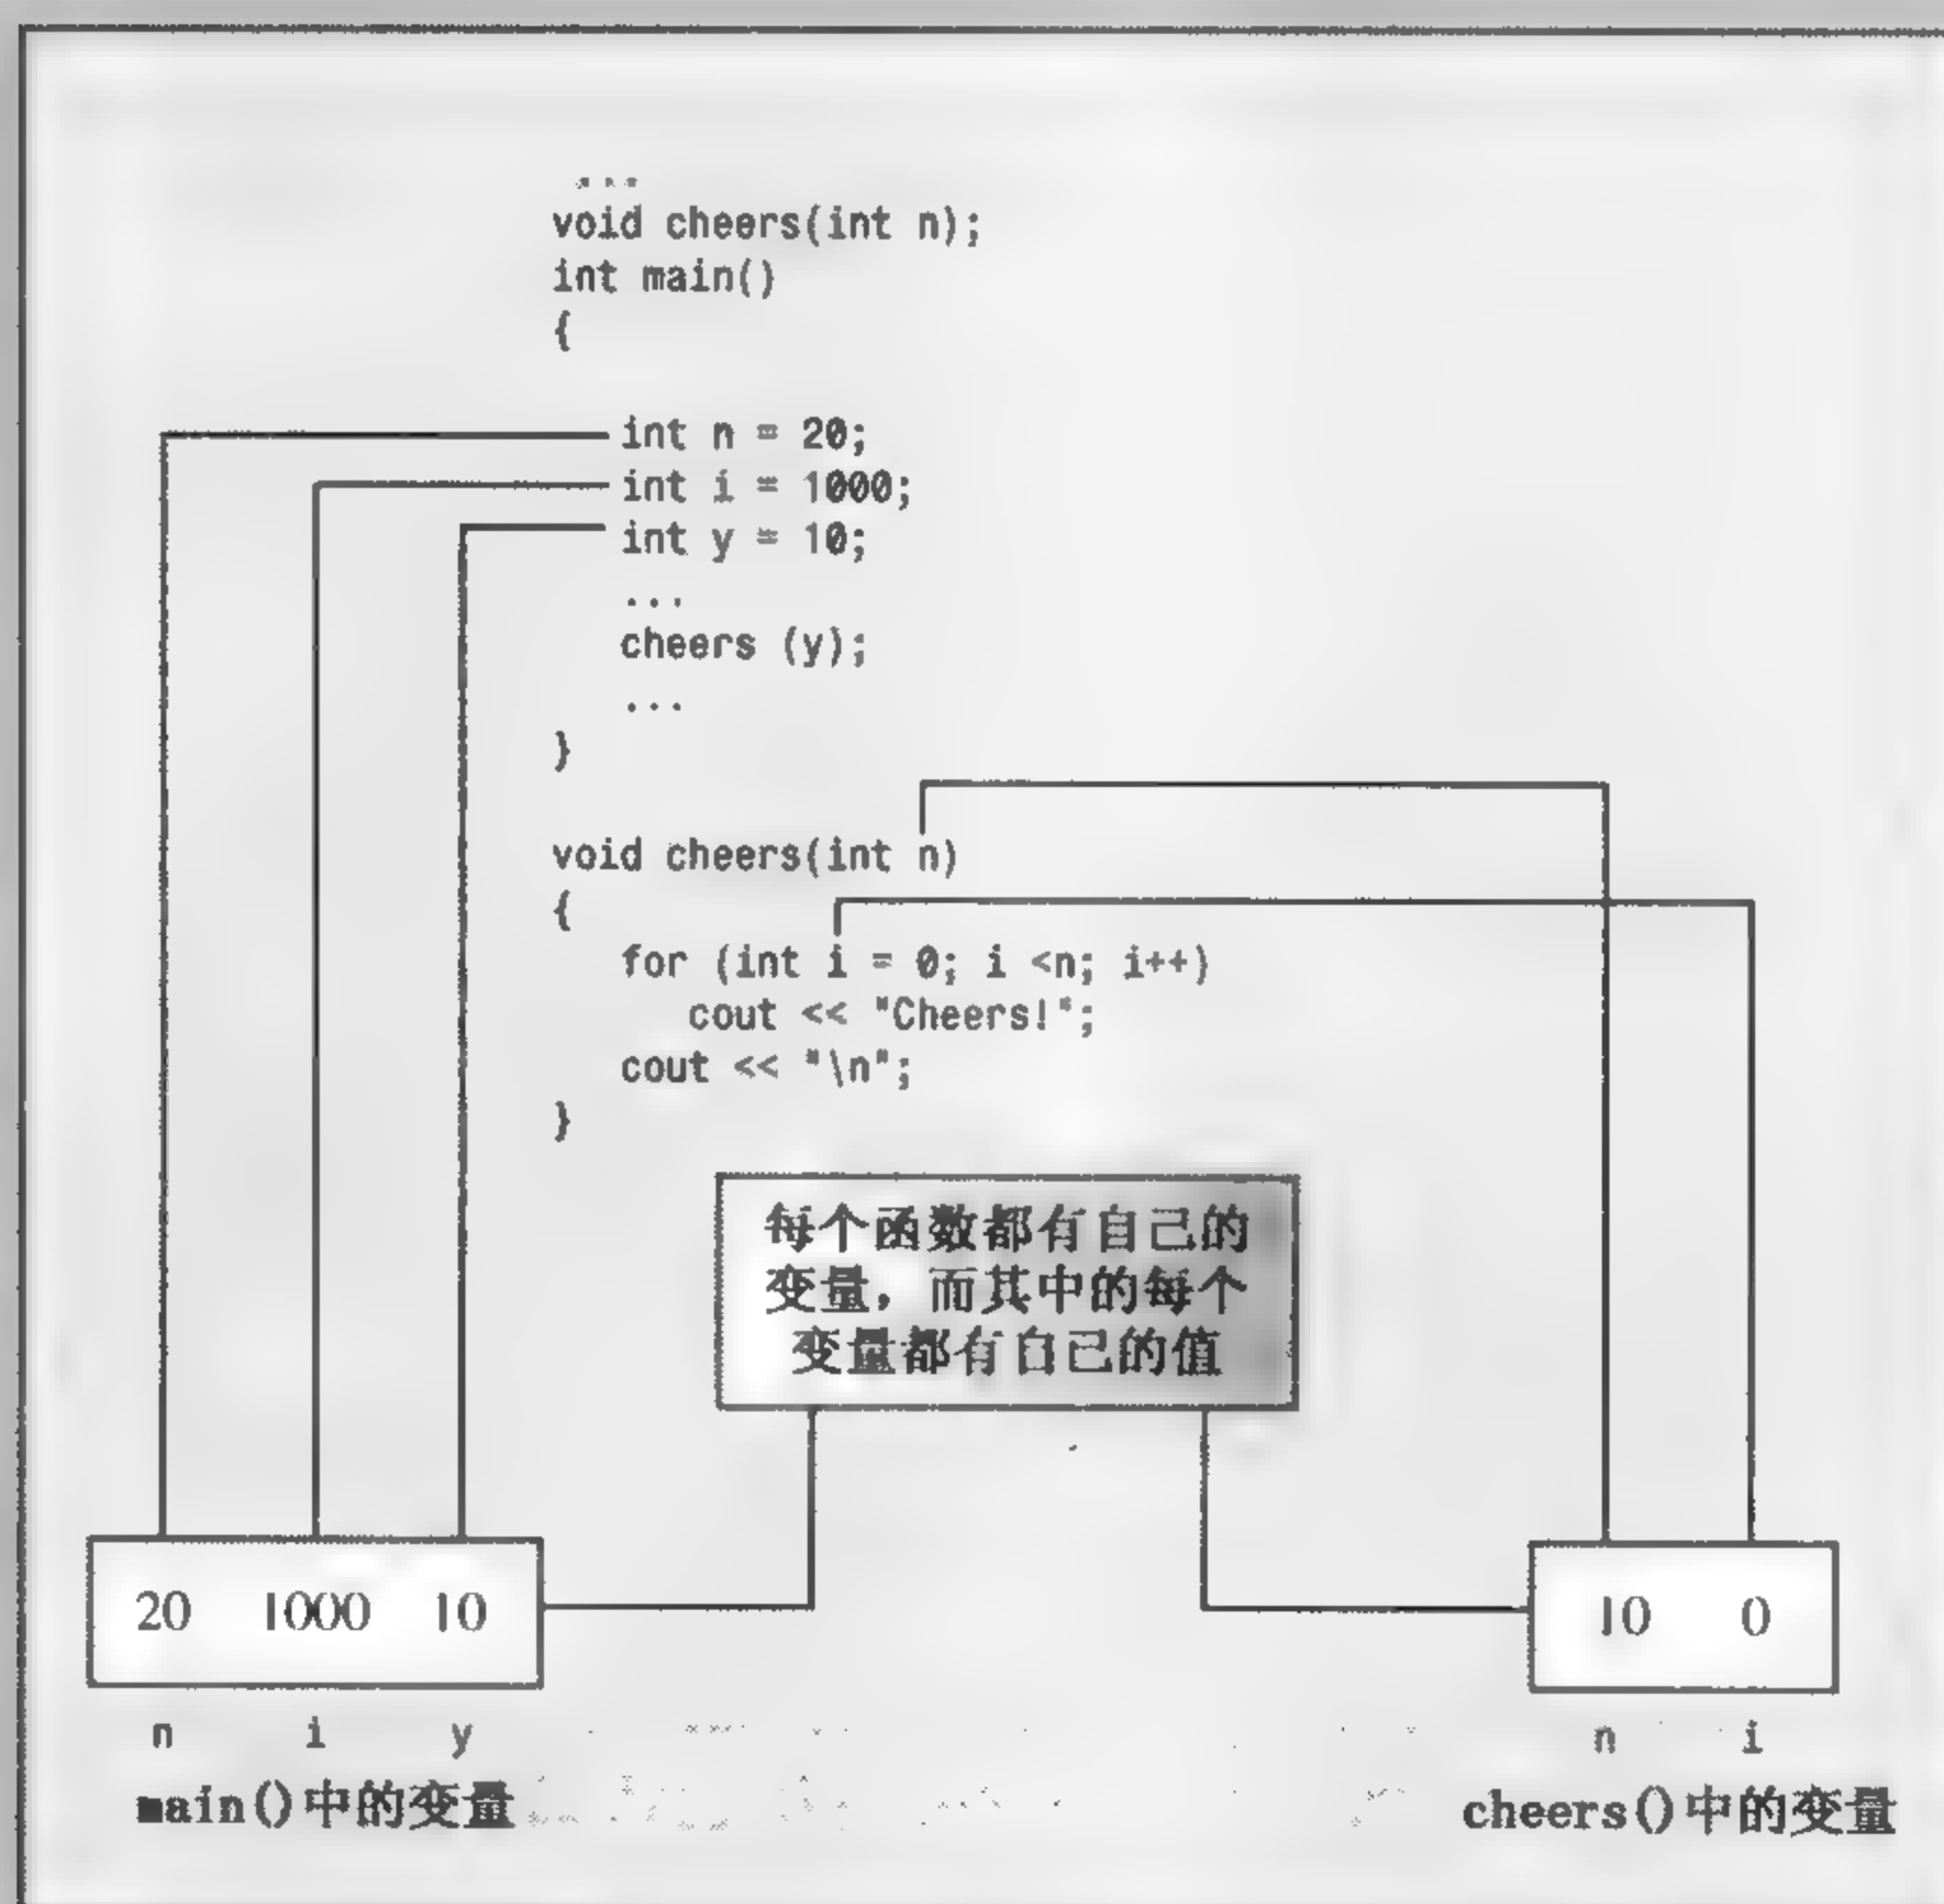 ...
void cheers(int n);
int main()
{
int n = 20;
int i = 1000;
int y = 10;
...
cheers (y);
...
}
void cheers(int n)
{
for (int i = 0; i <n; i++)
cout << "Cheers!";
cout << "\n";
}
每个函数都有自己的
变量，而其中的每个
变量都有自己的值
20 1000 10
n i y
main()中的变量
10 0
n i
cheers()中的变量